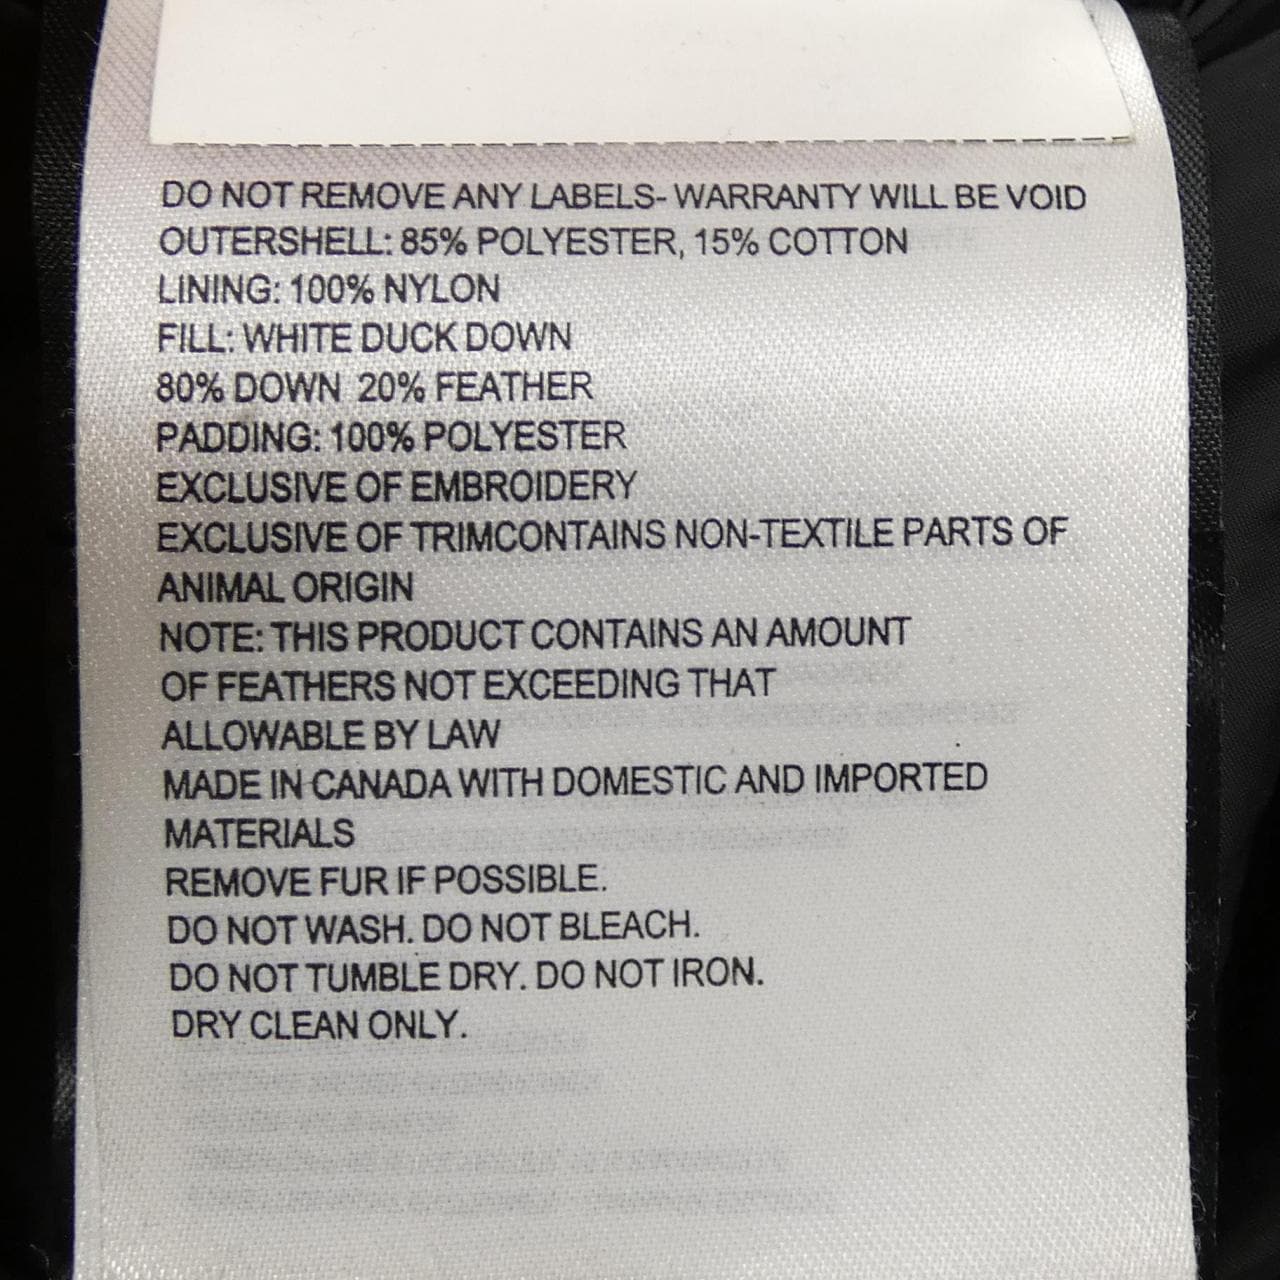 DO NOT REMOVE ANY LABELS- WARRANTY WILL BE VOID
OUTERSHELL: 85% POLYESTER, 15% COTTON
LINING: 100% NYLON
FILL: WHITE DUCK DOWN
80% DOWN 20% FEATHER
PADDING: 100% POLYESTER
EXCLUSIVE OF EMBROIDERY
EXCLUSIVE OF TRIMCONTAINS NON-TEXTILE PARTS OF
ANIMAL ORIGIN
NOTE: THIS PRODUCT CONTAINS AN AMOUNT
OF FEATHERS NOT EXCEEDING THAT
ALLOWABLE BY LAW
MADE IN CANADA WITH DOMESTIC AND IMPORTED
MATERIALS
REMOVE FUR IF POSSIBLE.
DO NOT WASH. DO NOT BLEACH.
DO NOT TUMBLE DRY. DO NOT IRON.
DRY CLEAN ONLY.